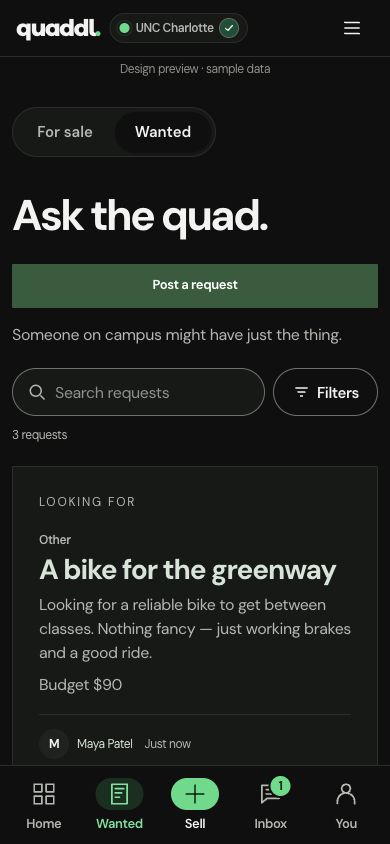 quaddl.
UNC Charlotte
Design preview · sample data
For sale
Wanted
Ask the quad.
Post a request
Someone on campus might have just the thing.
Search requests
Filters
3 requests
LOOKING FOR
Other
A bike for the greenway
Looking for a reliable bike to get between
classes. Nothing fancy — just working brakes
and a good ride.
Budget $90
M
Maya Patel
Just now
1
Home
Wanted
Sell
Inbox
You